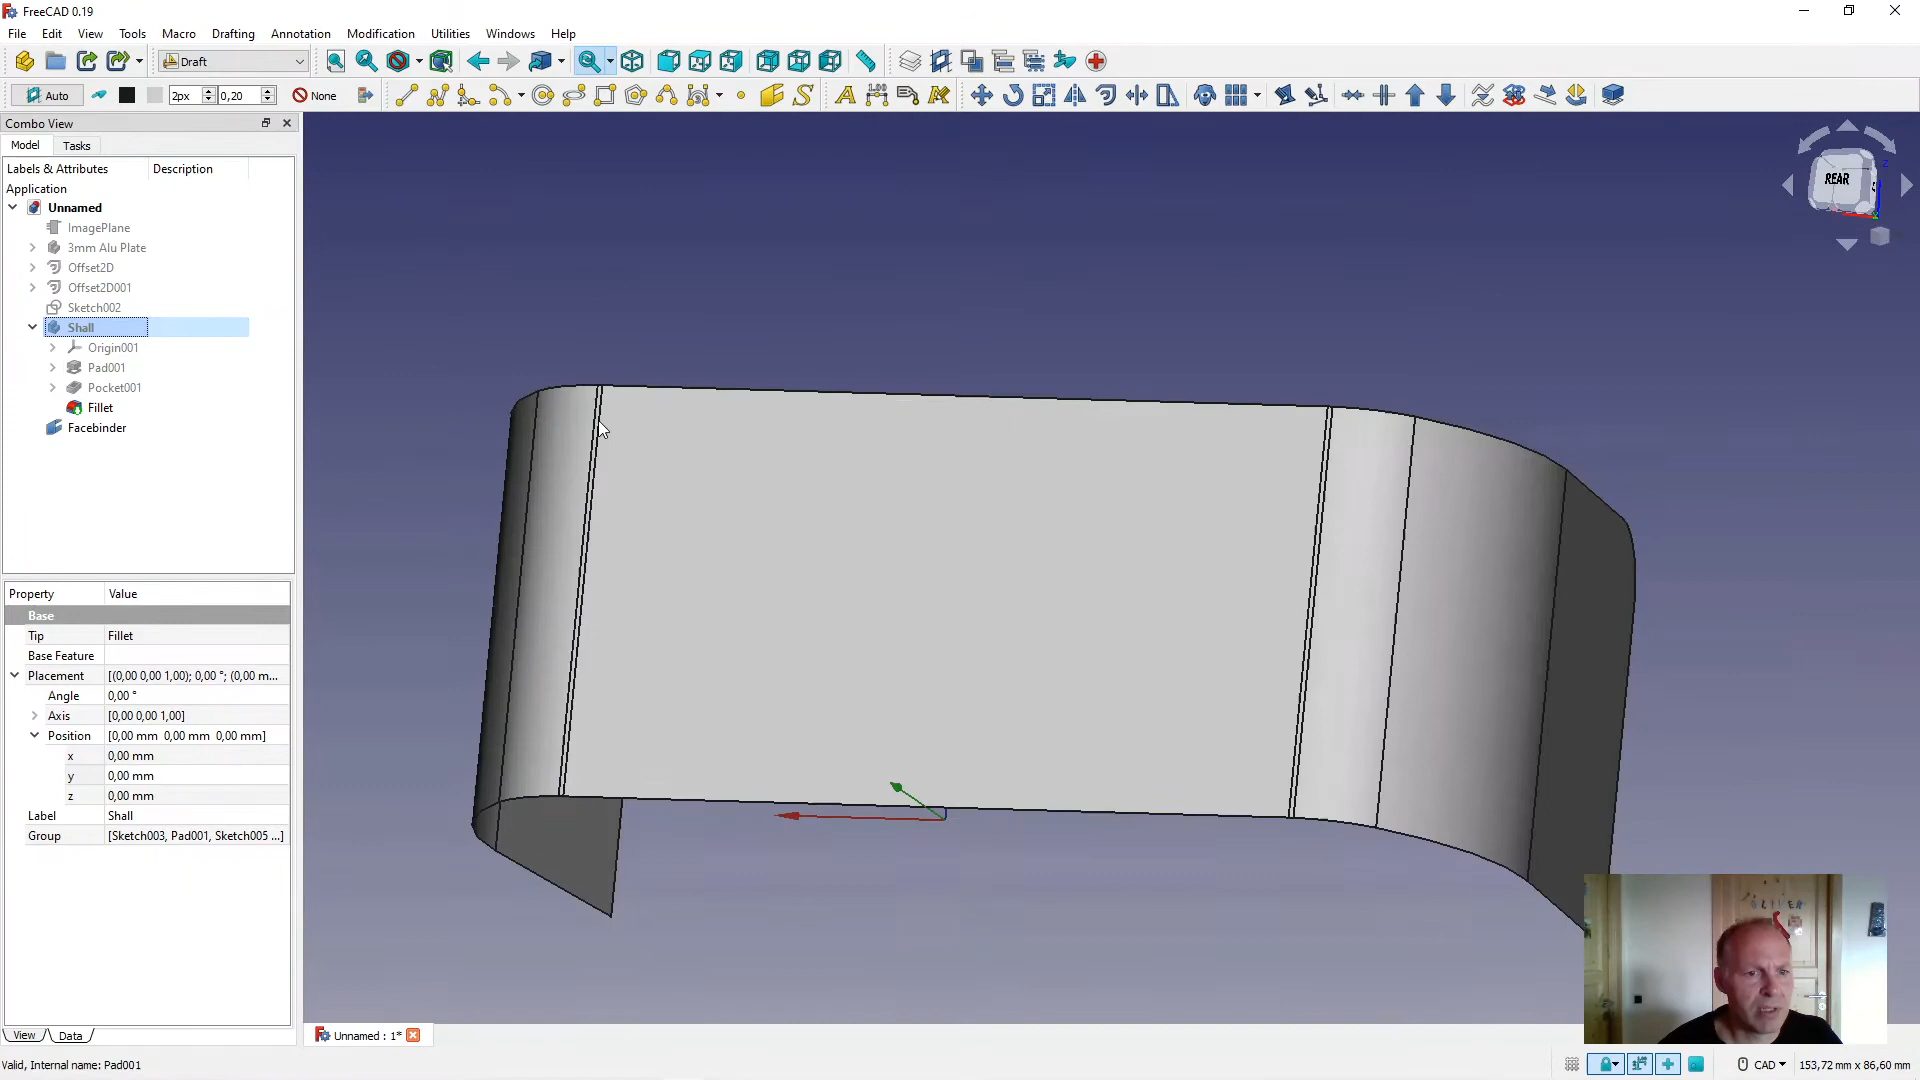 FreeCAD 0.19
File Edit View Tools Macro Drafting Annotation Modification Utilities Windows Help
Draft
Auto 2px 0,20 None
Combo View
Model Tasks
Labels & Attributes Description
Application
Unnamed
ImagePlane
3mm Alu Plate
Offset2D
Offset2D001
Sketch002
Shall
Origin001
Pad001
Pocket001
Fillet
Facebinder
REAR
Z
Property Value
Base
Tip Fillet
Base Feature
Placement [(0,00 0,00 1,00); 0,00 °; (0,00 m...
Angle 0,00 °
Axis [0,00 0,00 1,00]
Position [0,00 mm 0,00 mm 0,00 mm]
x 0,00 mm
y 0,00 mm
z 0,00 mm
Label Shall
Group [Sketch003, Pad001, Sketch005 ...]
View Data
Unnamed : 1*
Valid, Internal name: Pad001
CAD 153,72 mm x 86,60 mm